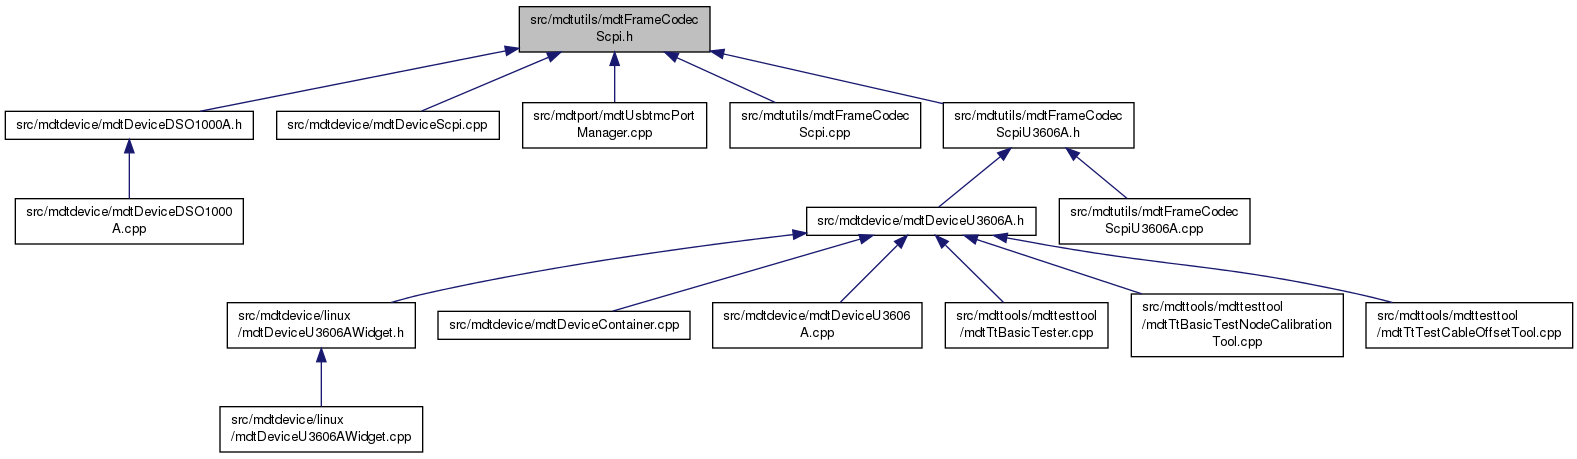 src/mdtutils/mdtFrameCodec
Scpi.h
src/mdtdevice/mdtDeviceDSO1000A.h
src/mdtdevice/mdtDeviceScpi.cpp
src/mdtport/mdtUsbtmcPort
Manager.cpp
src/mdtutils/mdtFrameCodec
Scpi.cpp
src/mdtutils/mdtFrameCodec
ScpiU3606A.h
src/mdtdevice/mdtDeviceDSO1000
A.cpp
src/mdtdevice/mdtDeviceU3606A.h
src/mdtutils/mdtFrameCodec
ScpiU3606A.cpp
src/mdtdevice/linux
/mdtDeviceU3606AWidget.h
src/mdtdevice/mdtDeviceContainer.cpp
src/mdtdevice/mdtDeviceU3606
A.cpp
src/mdttools/mdttesttool
/mdtTtBasicTester.cpp
src/mdttools/mdttesttool
/mdtTtBasicTestNodeCalibration
Tool.cpp
src/mdttools/mdttesttool
/mdtTtTestCableOffsetTool.cpp
src/mdtdevice/linux
/mdtDeviceU3606AWidget.cpp